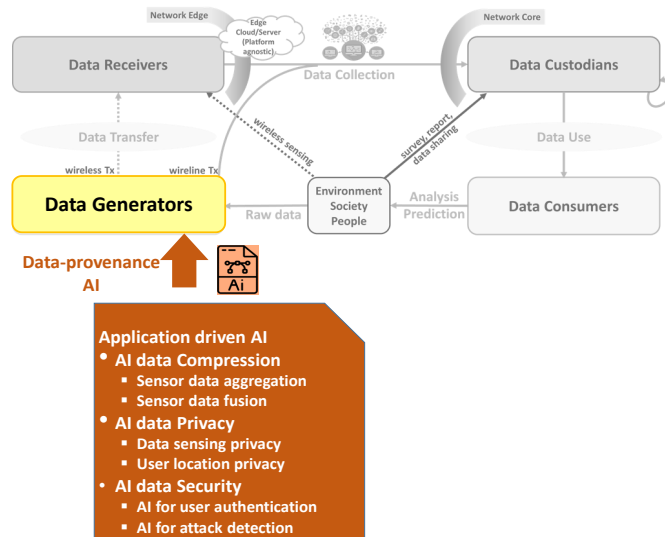 Network Edge
Edge
Cloud/Server
(Platform
agnostic)
Network Core
Data Receivers
Data Collection
Data Custodians
Data Transfer
wireless sensing
survey, report,
data sharing
Data Use
wireless Tx
wireline Tx
Data Generators
Raw data
Environment
Society
People
Analysis
Prediction
Data Consumers
Data-provenance
AI
Ai
Application driven AI
• AI data Compression
▪ Sensor data aggregation
▪ Sensor data fusion
• AI data Privacy
▪ Data sensing privacy
▪ User location privacy
• AI data Security
▪ AI for user authentication
▪ AI for attack detection